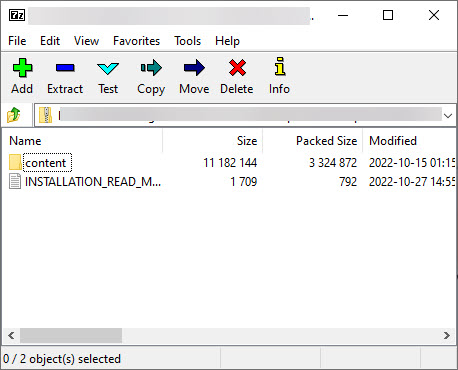 7z
File Edit View Favorites Tools Help
Add Extract Test Copy Move Delete Info
Name Size Packed Size Modified
content 11 182 144 3 324 872 2022-10-15 01:15
INSTALLATION_READ_M... 1 709 792 2022-10-27 14:55
0 / 2 object(s) selected